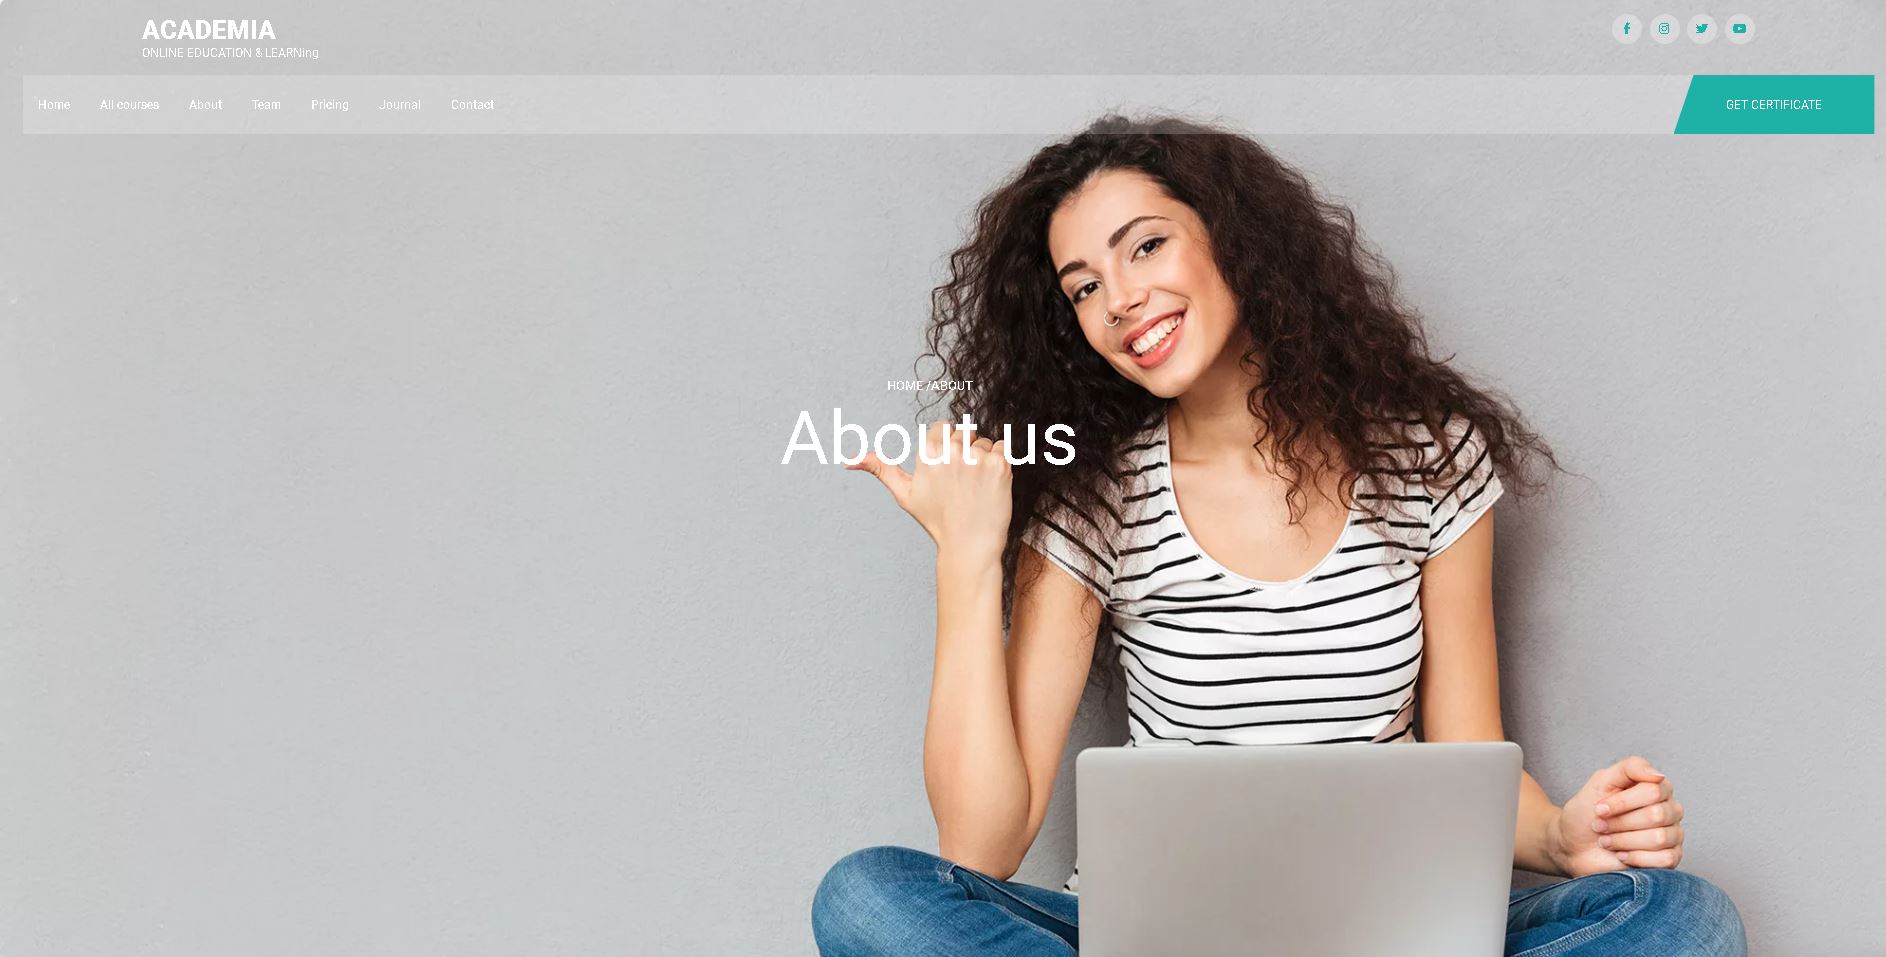 ACADEMIA
ONLINE EDUCATION & LEARNing
Home All courses About Team Pricing Journal Contact
GET CERTIFICATE
HOME /ABOUT
About us